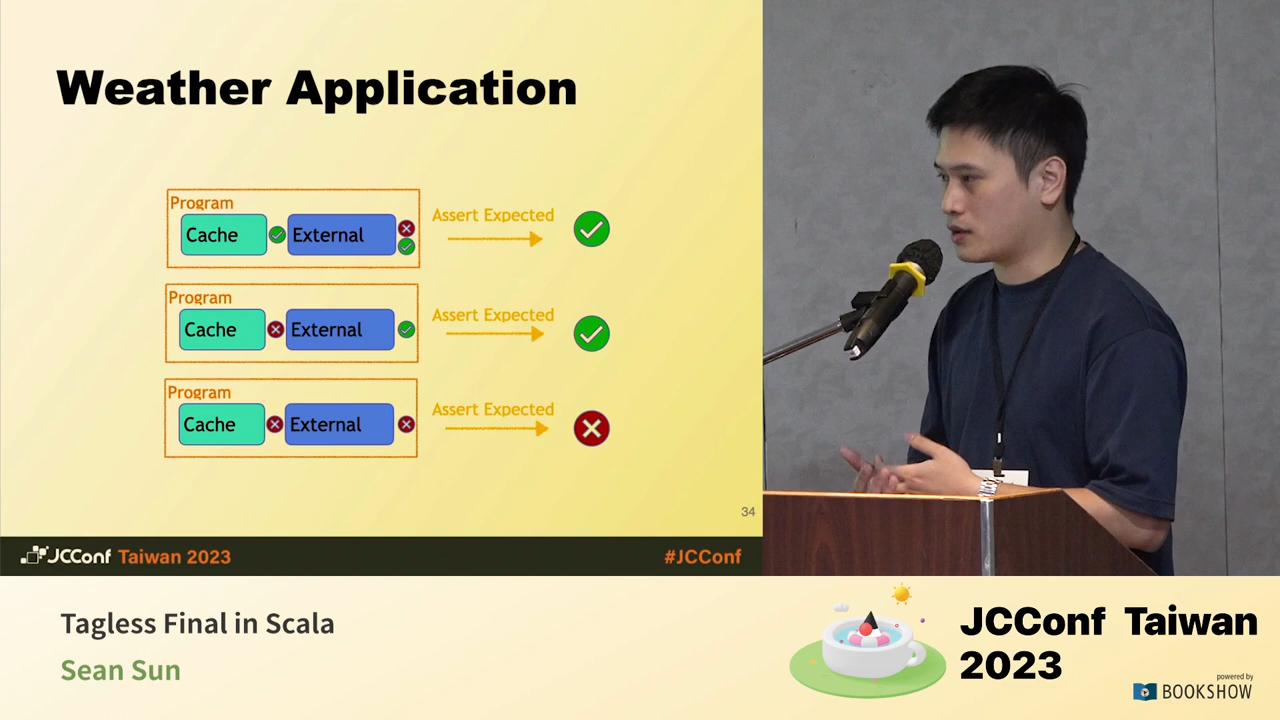 Weather Application
Program
Cache External
Assert Expected
Program
Cache External
Assert Expected
Program
Cache External
Assert Expected
34
JCConf Taiwan 2023
#JCConf
Tagless Final in Scala
Sean Sun
JCConf Taiwan
2023
powered by
BOOKSHOW